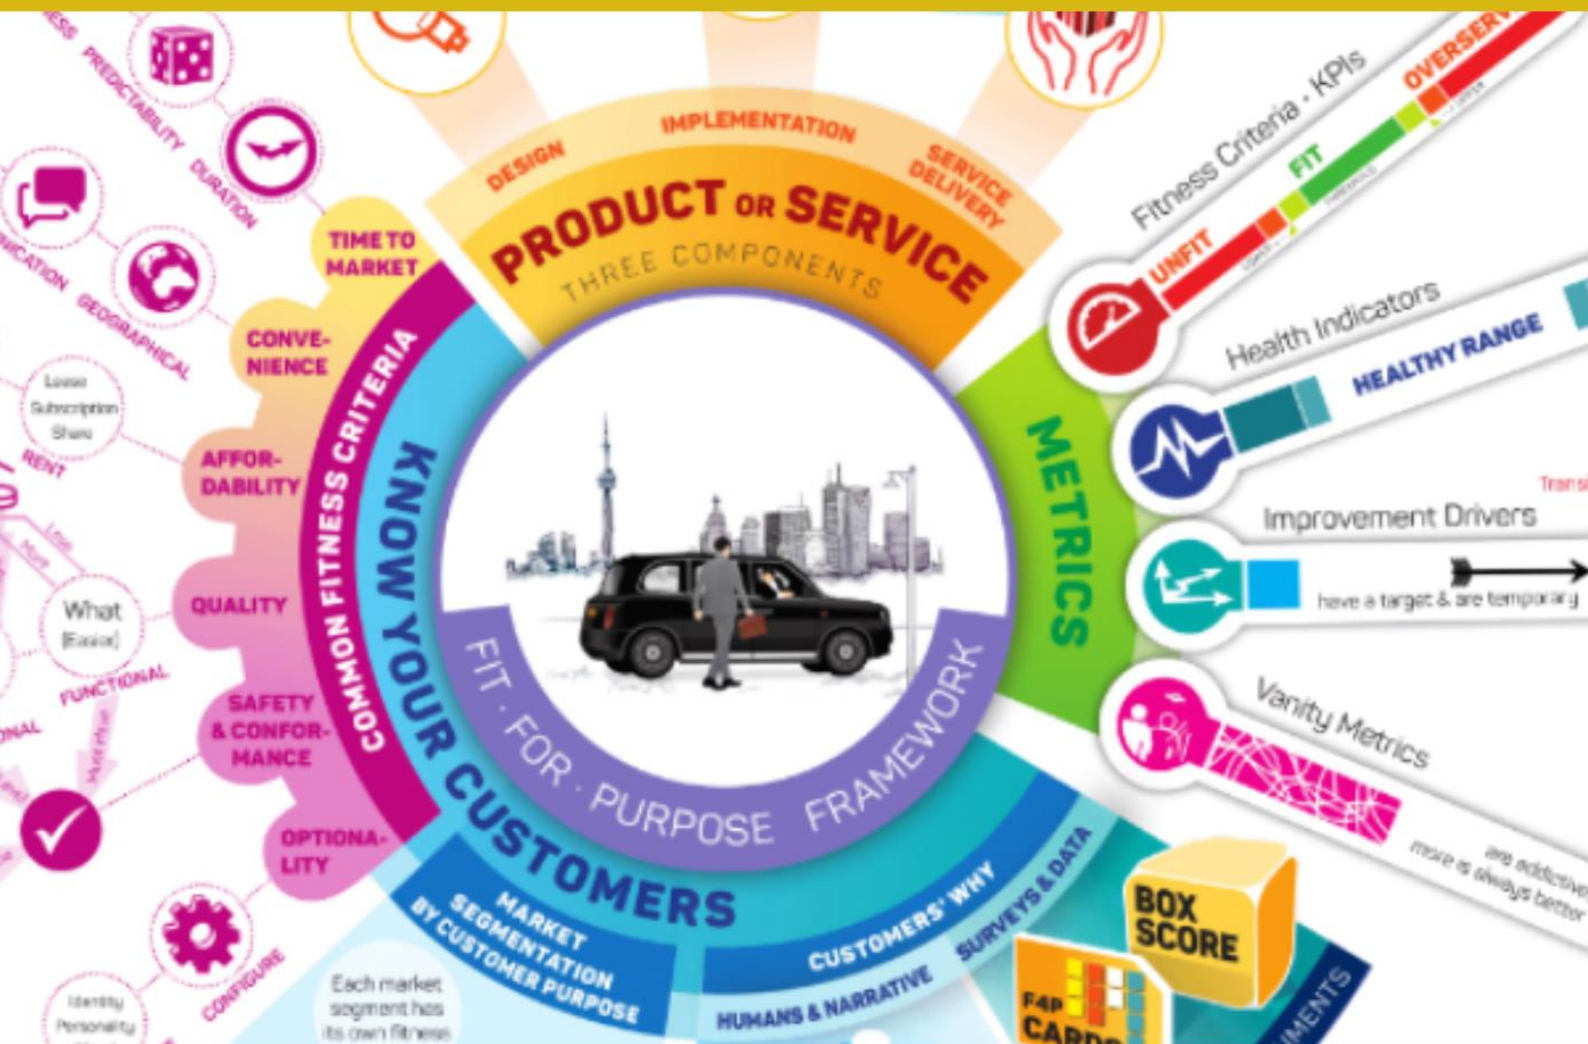 PREDICTABILITY
DURATION
GEOGRAPHICAL
Lease
Subscription
Share
RENT
Less
More
What
(Easier)
FUNCTIONAL
CONFIGURE
Identity
Personality
TIME TO
MARKET
CONVE-
NIENCE
AFFOR-
DABILITY
QUALITY
SAFETY
& CONFOR-
MANCE
OPTIONA-
LITY
COMMON FITNESS CRITERIA
KNOW YOUR CUSTOMERS
DESIGN
IMPLEMENTATION
SERVICE
DELIVERY
PRODUCT OR SERVICE
THREE COMPONENTS
FIT · FOR · PURPOSE FRAMEWORK
METRICS
Fitness Criteria · KPIs
UNFIT
FIT
OVERSERV
Health Indicators
HEALTHY RANGE
Improvement Drivers
have a target & are temporary
Vanity Metrics
are addictive
more is always better
MARKET
SEGMENTATION
BY CUSTOMER PURPOSE
Each market
segment has
its own fitness
CUSTOMERS' WHY
HUMANS & NARRATIVE
SURVEYS & DATA
BOX
SCORE
F4P
CARDS